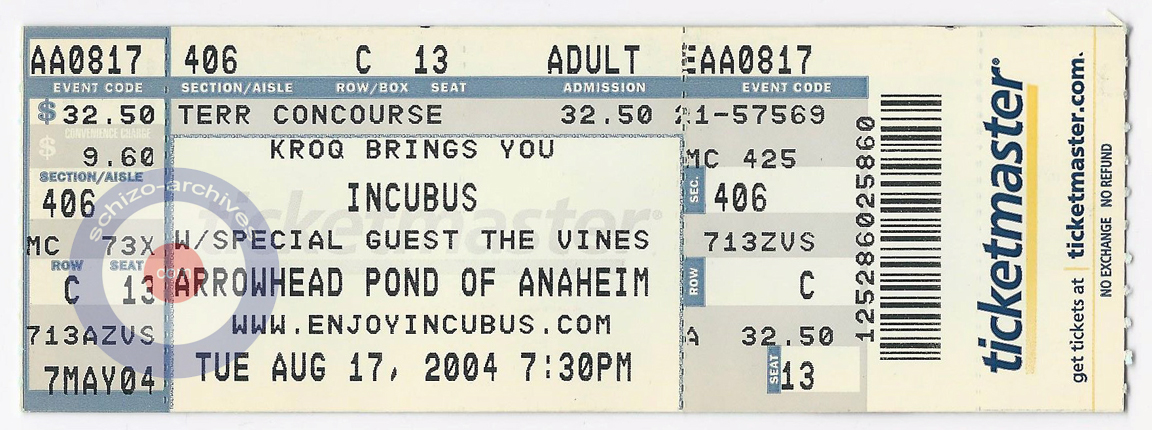 AA0817
EVENT CODE
$32.50
CONVENIENCE CHARGE
$ 9.60
SECTION/AISLE
406
MC 73X
ROW SEAT
C 13
713AZVS
7MAY04
406 C 13 ADULT
SECTION/AISLE ROW/BOX SEAT ADMISSION
TERR CONCOURSE 32.50
KROQ BRINGS YOU
INCUBUS
W/SPECIAL GUEST THE VINES
ARROWHEAD POND OF ANAHEIM
WWW.ENJOYINCUBUS.COM
TUE AUG 17, 2004 7:30PM
ticketmaster®
schizo-archives
.com
EAA0817
EVENT CODE
1-57569
MC 425
SEC. 406
713ZVS
ROW C
A 32.50
SEAT 13
125286025860
ticketmaster®
get tickets at ticketmaster.com.
NO EXCHANGE NO REFUND